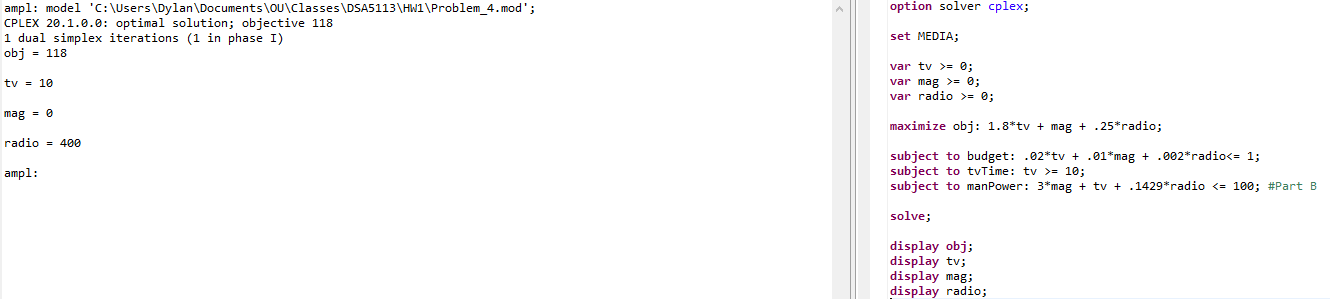 ampl: model 'C:\Users\Dylan\Documents\OU\Classes\DSA5113\HW1\Problem_4.mod';
CPLEX 20.1.0.0: optimal solution; objective 118
1 dual simplex iterations (1 in phase I)
obj = 118
tv = 10
mag = 0
radio = 400
ampl:
option solver cplex;
set MEDIA;
var tv >= 0;
var mag >= 0;
var radio >= 0;
maximize obj: 1.8*tv + mag + .25*radio;
subject to budget: .02*tv + .01*mag + .002*radio<= 1;
subject to tvTime: tv >= 10;
subject to manPower: 3*mag + tv + .1429*radio <= 100; #Part B
solve;
display obj;
display tv;
display mag;
display radio;